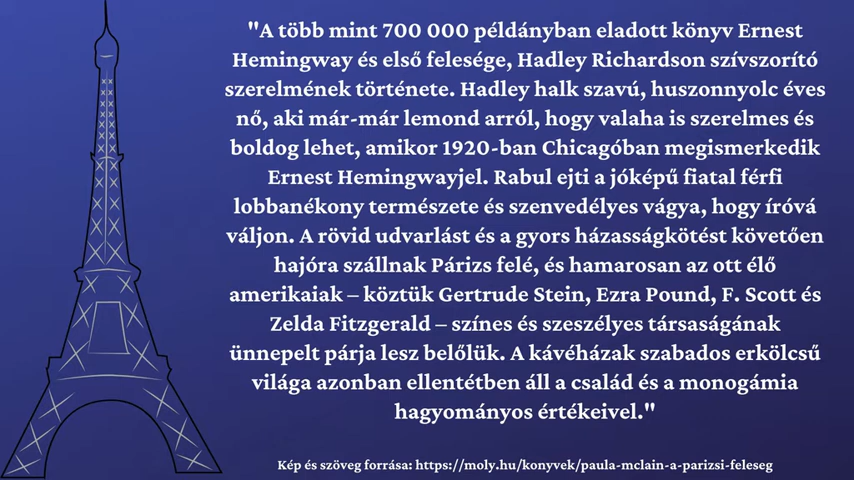 "A több mint 700 000 példányban eladott könyv Ernest
Hemingway és első felesége, Hadley Richardson szívszorító
szerelmének története. Hadley halk szavú, huszonnyolc éves
nő, aki már-már lemond arról, hogy valaha is szerelmes és
boldog lehet, amikor 1920-ban Chicagóban megismerkedik
Ernest Hemingwayjel. Rabul ejti a jóképű fiatal férfi
lobbanékony természete és szenvedélyes vágya, hogy íróvá
váljon. A rövid udvarlást és a gyors házasságkötést követően
hajóra szállnak Párizs felé, és hamarosan az ott élő
amerikaiak – köztük Gertrude Stein, Ezra Pound, F. Scott és
Zelda Fitzgerald – színes és szeszélyes társaságának
ünnepelt párja lesz belőlük. A kávéházak szabados erkölcsű
világa azonban ellentétben áll a család és a monogámia
hagyományos értékeivel."
Kép és szöveg forrása: https://moly.hu/konyvek/paula-mclain-a-parizsi-feleseg